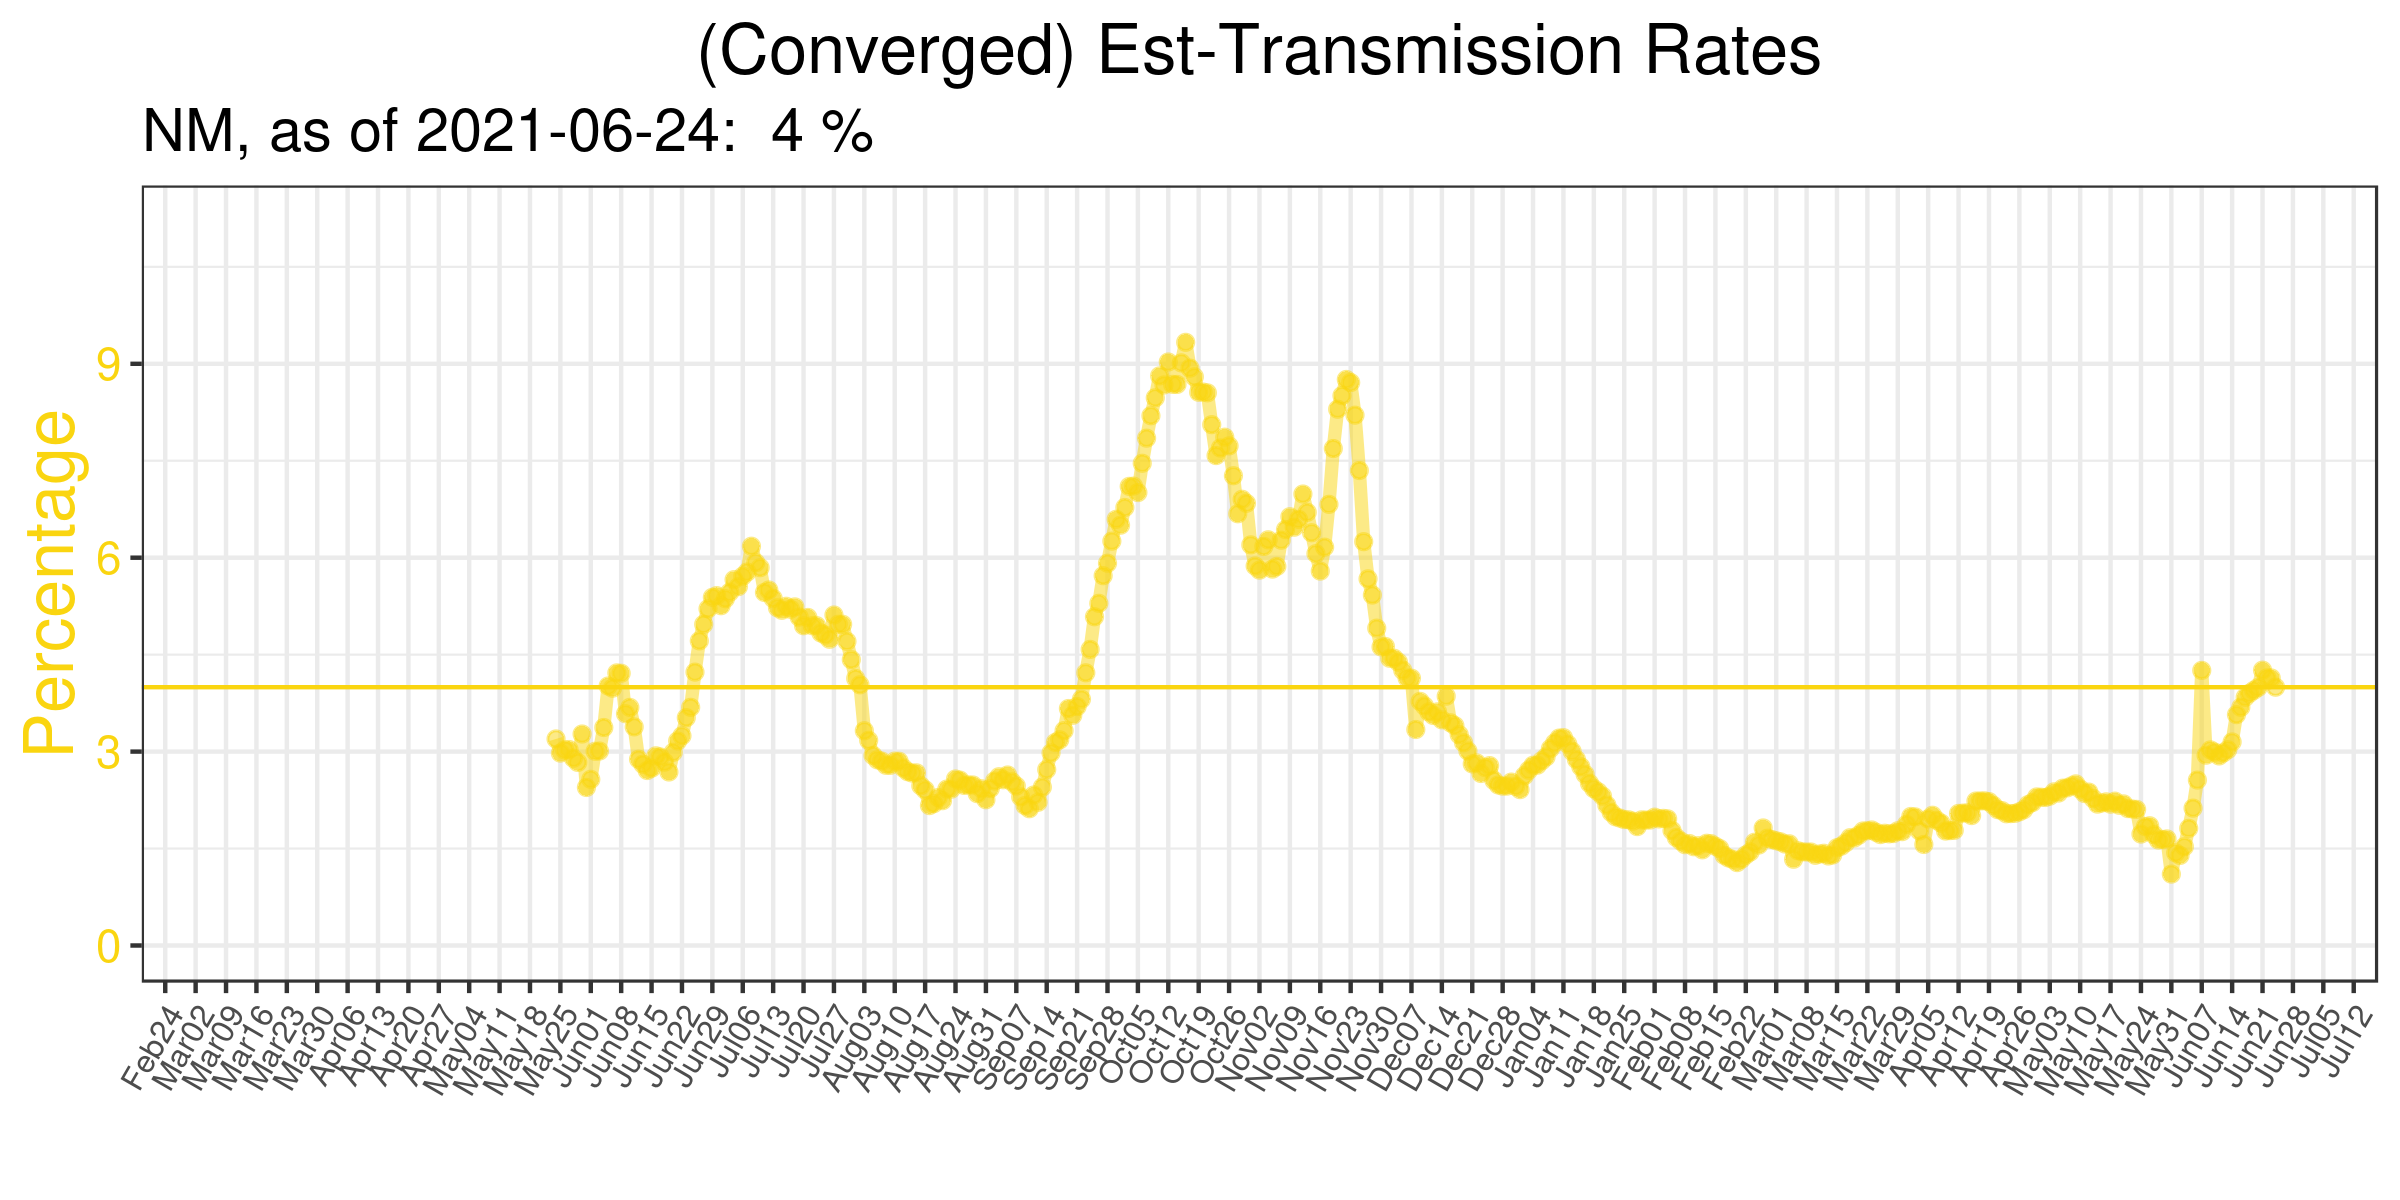 (Converged) Est-Transmission Rates
NM, as of 2021-06-24:  4 %
Percentage
9
6
3
0
Feb24
Mar02
Mar09
Mar16
Mar23
Mar30
Apr06
Apr13
Apr20
Apr27
May04
May11
May18
May25
Jun01
Jun08
Jun15
Jun22
Jun29
Jul06
Jul13
Jul20
Jul27
Aug03
Aug10
Aug17
Aug24
Aug31
Sep07
Sep14
Sep21
Sep28
Oct05
Oct12
Oct19
Oct26
Nov02
Nov09
Nov16
Nov23
Nov30
Dec07
Dec14
Dec21
Dec28
Jan04
Jan11
Jan18
Jan25
Feb01
Feb08
Feb15
Feb22
Mar01
Mar08
Mar15
Mar22
Mar29
Apr05
Apr12
Apr19
Apr26
May03
May10
May17
May24
May31
Jun07
Jun14
Jun21
Jun28
Jul05
Jul12